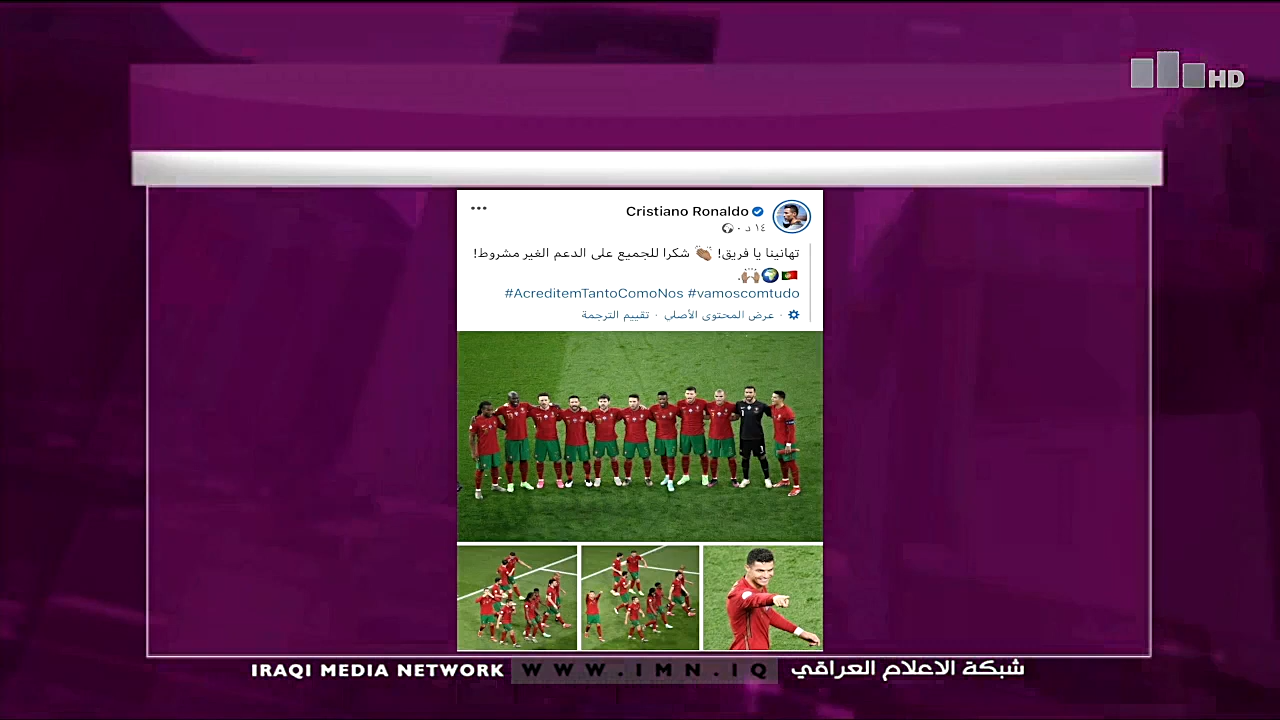 HD
Cristiano Ronaldo
١٤ د ·
تهانينا يا فريق! 👏🏽 شكرا للجميع على الدعم الغير مشروط!
🇵🇹🌍🙌🏽.
#AcreditemTantoComoNos #vamoscomtudo
عرض المحتوى الأصلي · تقييم الترجمة
IRAQI MEDIA NETWORK WWW.IMN.IQ شبكة الاعلام العراقي